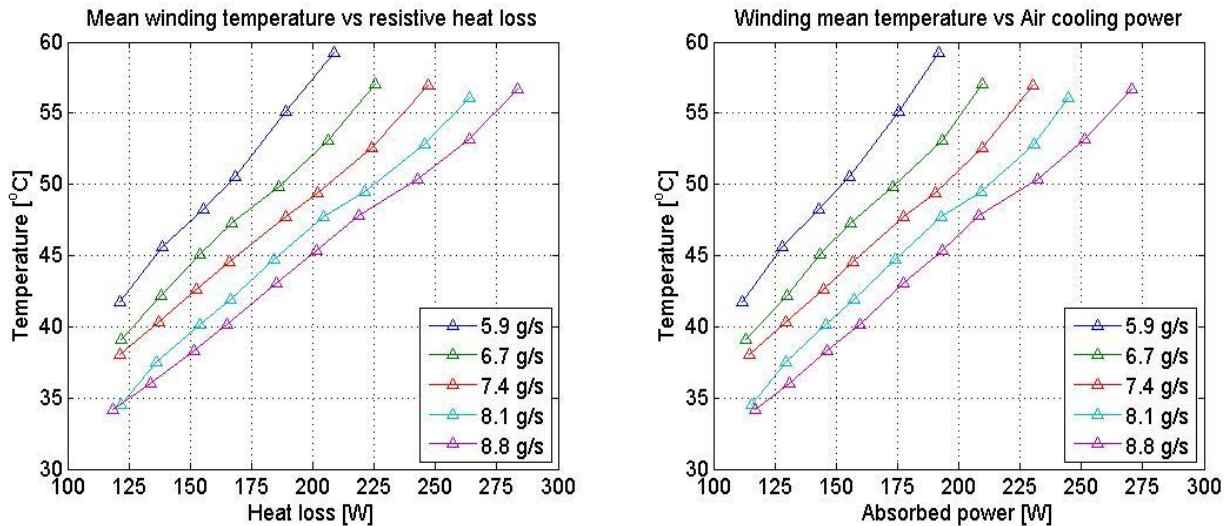 Mean winding temperature vs resistive heat loss
60
55
50
45
40
35
30
Temperature [°C]
5.9 g/s
6.7 g/s
7.4 g/s
8.1 g/s
8.8 g/s
100 125 150 175 200 225 250 275 300
Heat loss [W]
Winding mean temperature vs Air cooling power
60
55
50
45
40
35
30
Temperature [°C]
5.9 g/s
6.7 g/s
7.4 g/s
8.1 g/s
8.8 g/s
100 125 150 175 200 225 250 275 300
Absorbed power [W]